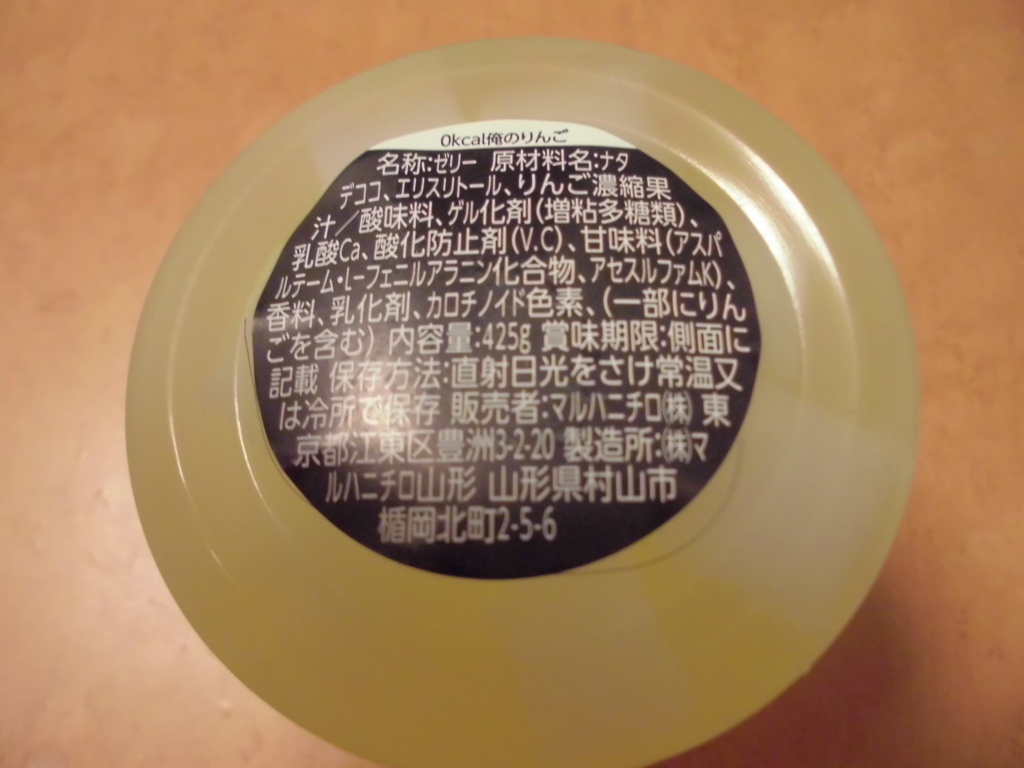 0kcal俺のりんご
名称:ゼリー 原材料名:ナタ
デココ、エリスリトール、りんご濃縮果
汁／酸味料、ゲル化剤(増粘多糖類)、
乳酸Ca、酸化防止剤(V.C)、甘味料(アスパ
ルテーム・L-フェニルアラニン化合物、アセスルファムK)、
香料、乳化剤、カロチノイド色素、(一部にりん
ごを含む) 内容量:425g 賞味期限:側面に
記載 保存方法:直射日光をさけ常温又
は冷所で保存 販売者:マルハニチロ㈱ 東
京都江東区豊洲3-2-20 製造所:㈱マ
ルハニチロ山形 山形県村山市
楯岡北町2-5-6